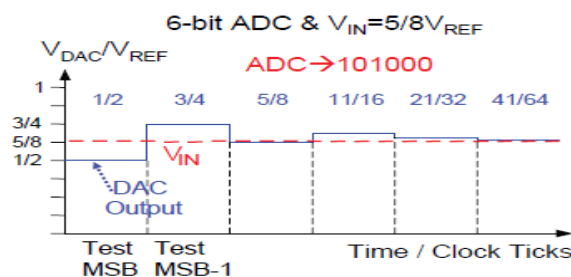 6-bit ADC & VIN=5/8VREF
VDAC/VREF
ADC→101000
1
1/2 3/4 5/8 11/16 21/32 41/64
3/4
5/8
1/2
VIN
DAC
Output
Test Test Time / Clock Ticks
MSB MSB-1